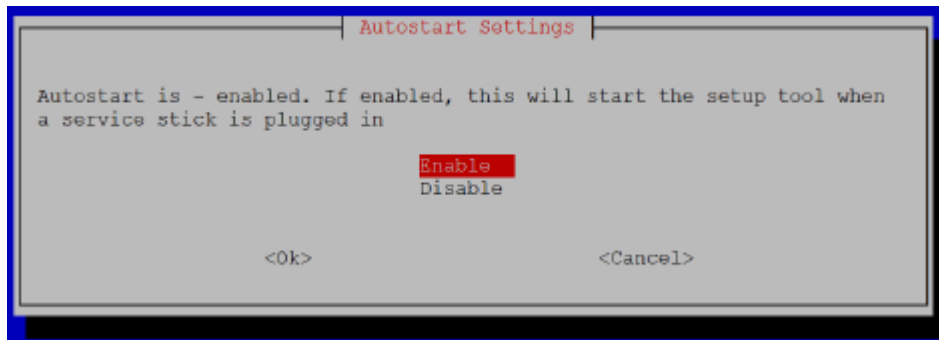 Autostart Settings
Autostart is - enabled. If enabled, this will start the setup tool when
a service stick is plugged in
Enable
Disable
<Ok> <Cancel>